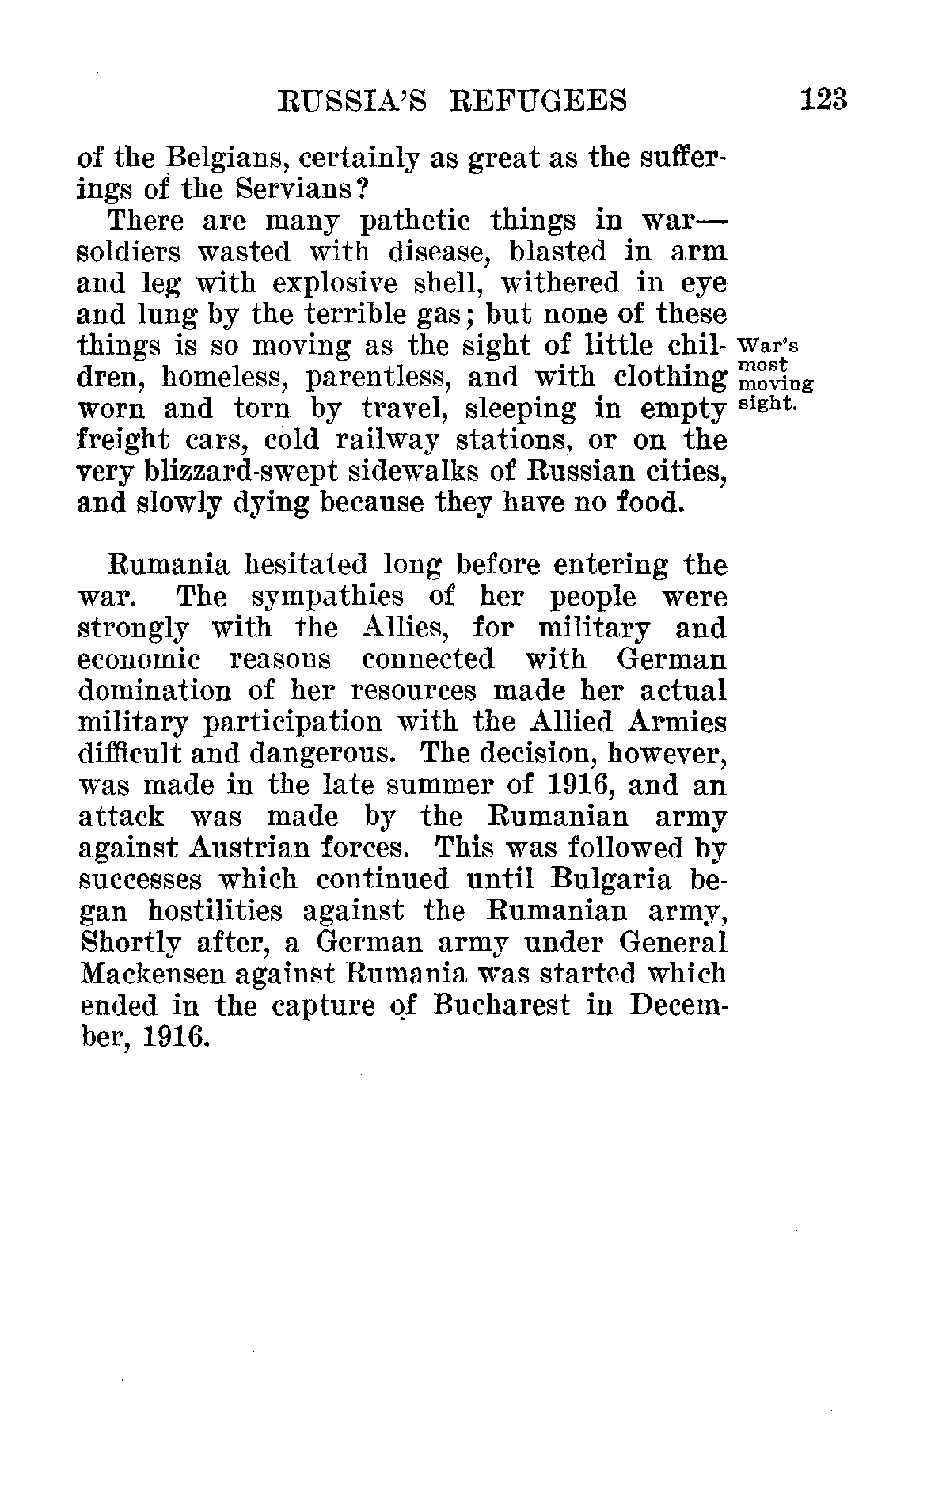 RUSSIA'S REFUGEES 123
of the Belgians, certainly as great as the suffer-
ings of the Servians?
There are many pathetic things in war—
soldiers wasted with disease, blasted in arm
and leg with explosive shell, withered in eye
and lung by the terrible gas; but none of these
things is so moving as the sight of little chil-
dren, homeless, parentless, and with clothing
worn and torn by travel, sleeping in empty
freight cars, cold railway stations, or on the
very blizzard-swept sidewalks of Russian cities,
and slowly dying because they have no food.
War's
most
moving
sight.
Rumania hesitated long before entering the
war. The sympathies of her people were
strongly with the Allies, for military and
economic reasons connected with German
domination of her resources made her actual
military participation with the Allied Armies
difficult and dangerous. The decision, however,
was made in the late summer of 1916, and an
attack was made by the Rumanian army
against Austrian forces. This was followed by
successes which continued until Bulgaria be-
gan hostilities against the Rumanian army,
Shortly after, a German army under General
Mackensen against Rumania was started which
ended in the capture of Bucharest in Decem-
ber, 1916.